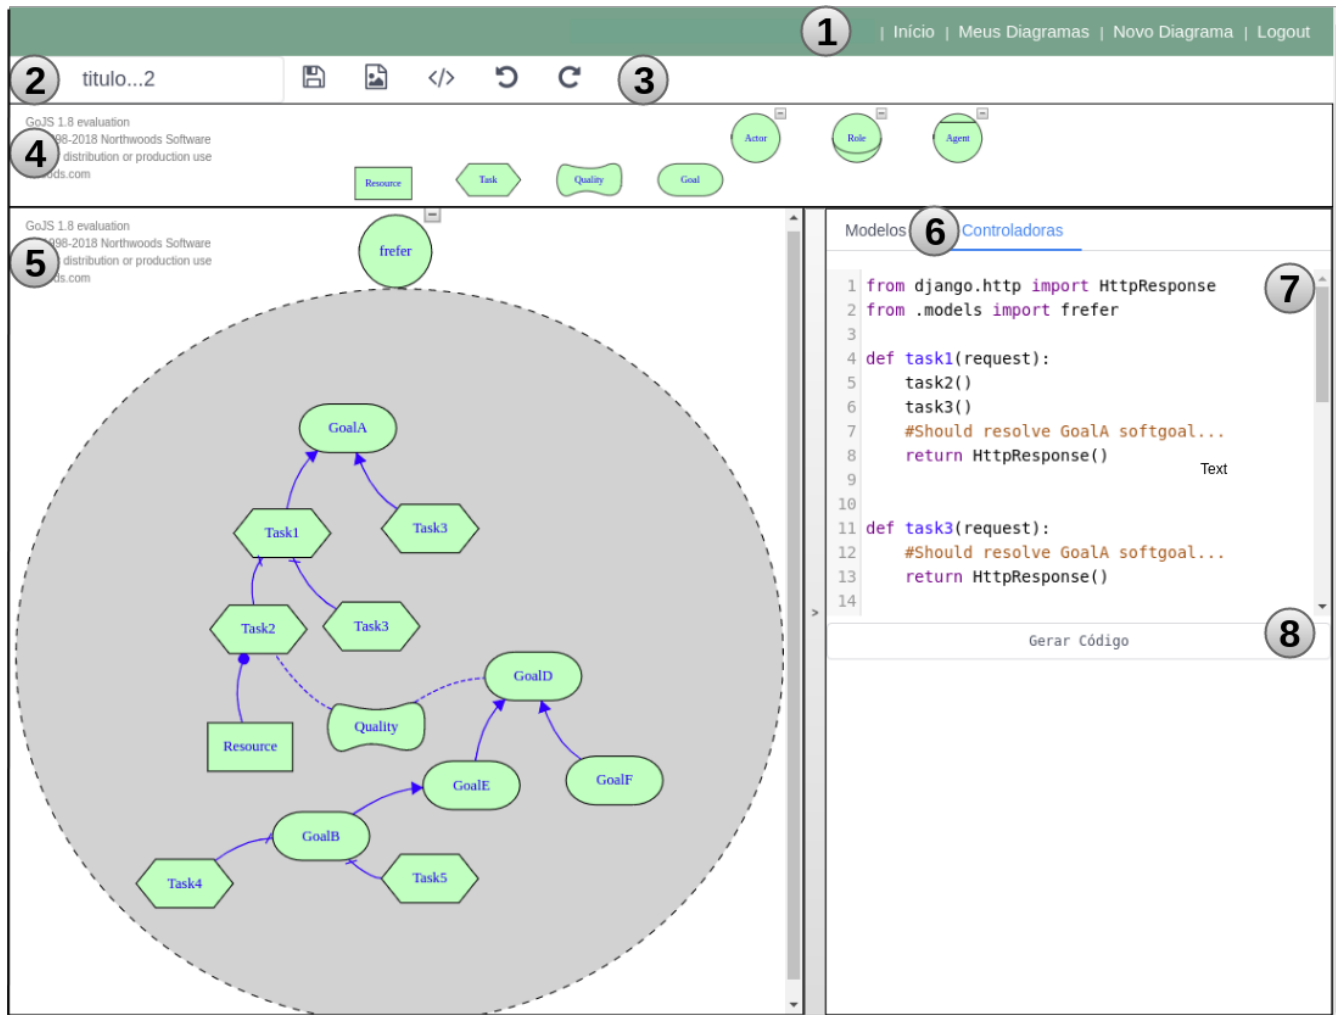 1 | Início | Meus Diagramas | Novo Diagrama | Logout
2 titulo...2 </> 3
GoJS 1.8 evaluation
98-2018 Northwoods Software
distribution or production use
ds.com
4
Actor Role Agent
Resource Task Quality Goal
GoJS 1.8 evaluation
98-2018 Northwoods Software
distribution or production use
ds.com
5
frefer
GoalA
Task1 Task3
Task2 Task3
GoalD
Quality
Resource
GoalE GoalF
GoalB
Task4 Task5
>
Modelos 6 Controladoras
7
1 from django.http import HttpResponse
2 from .models import frefer
3
4 def task1(request):
5 task2()
6 task3()
7 #Should resolve GoalA softgoal...
8 return HttpResponse()
Text
9
10
11 def task3(request):
12 #Should resolve GoalA softgoal...
13 return HttpResponse()
14
Gerar Código 8